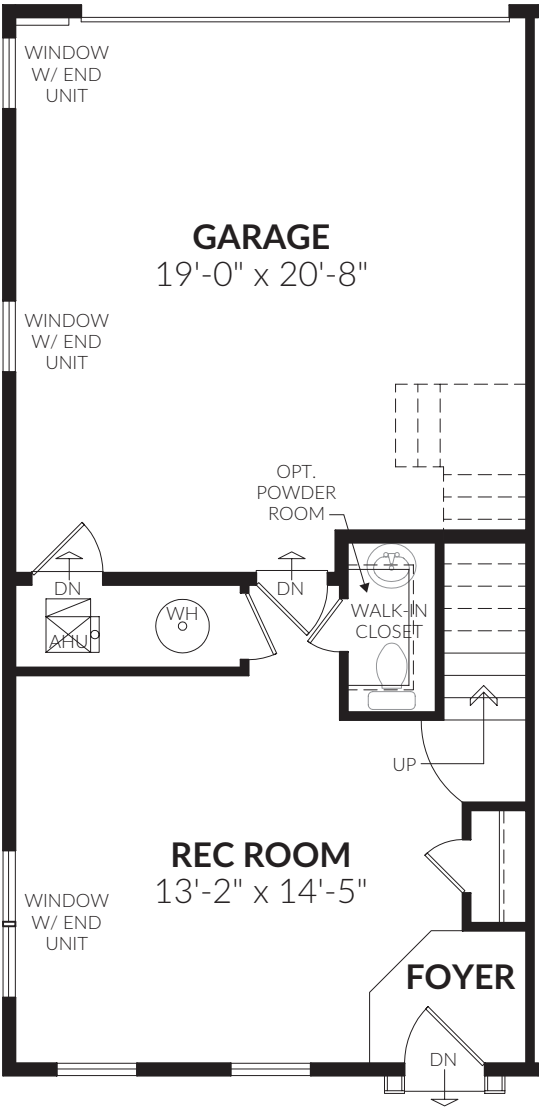 WINDOW
W/ END
UNIT
GARAGE
19'-0" x 20'-8"
WINDOW
W/ END
UNIT
OPT.
POWDER
ROOM
DN
DN
AHU
WH
WALK-IN
CLOSET
UP
REC ROOM
13'-2" x 14'-5"
WINDOW
W/ END
UNIT
FOYER
DN